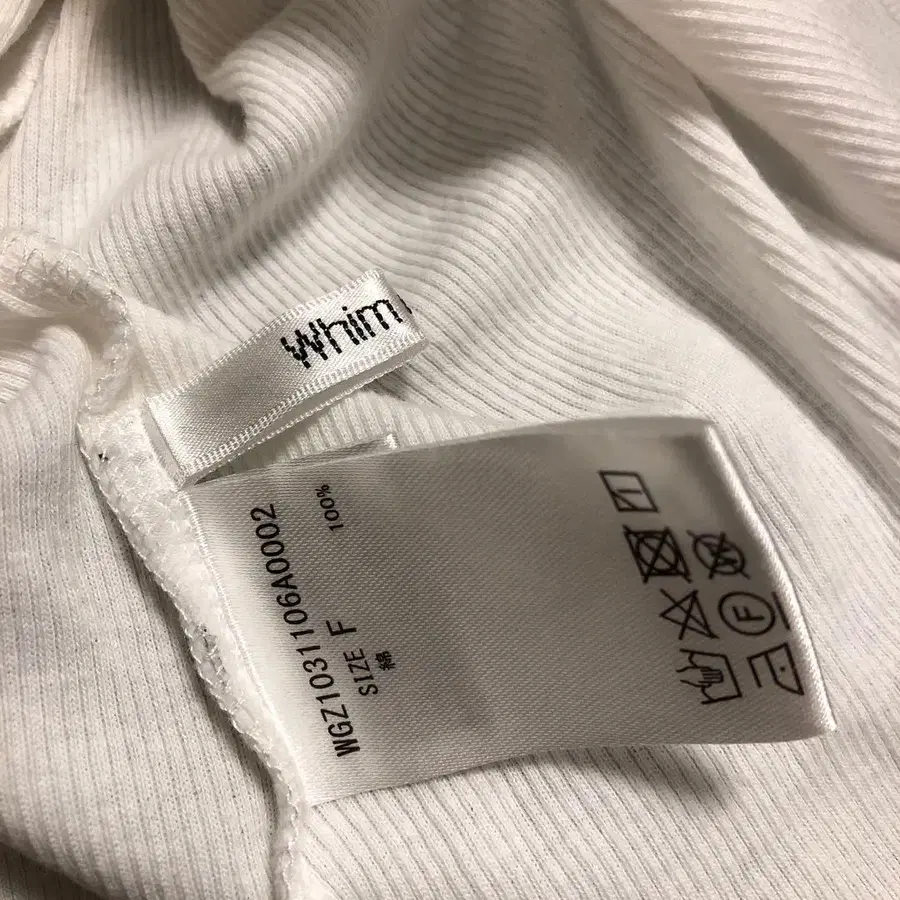 Whim
WGZ1031106A0002
SIZE F
綿 100%
W
F